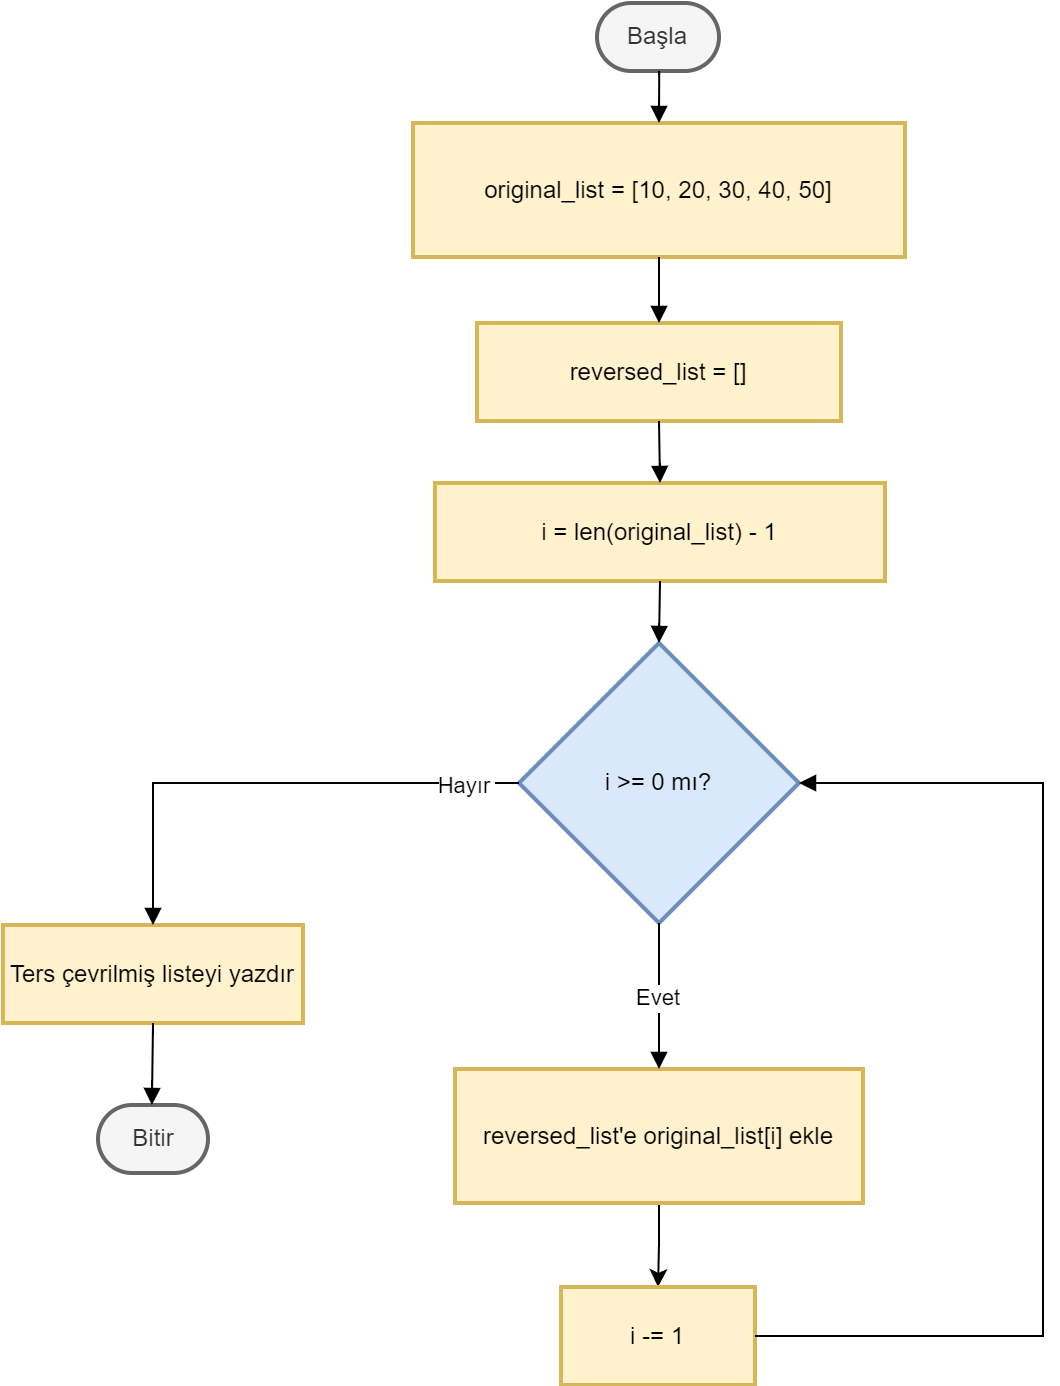 Başla
original_list = [10, 20, 30, 40, 50]
reversed_list = []
i = len(original_list) - 1
i >= 0 mı?
Hayır
Ters çevrilmiş listeyi yazdır
Evet
Bitir
reversed_list'e original_list[i] ekle
i -= 1